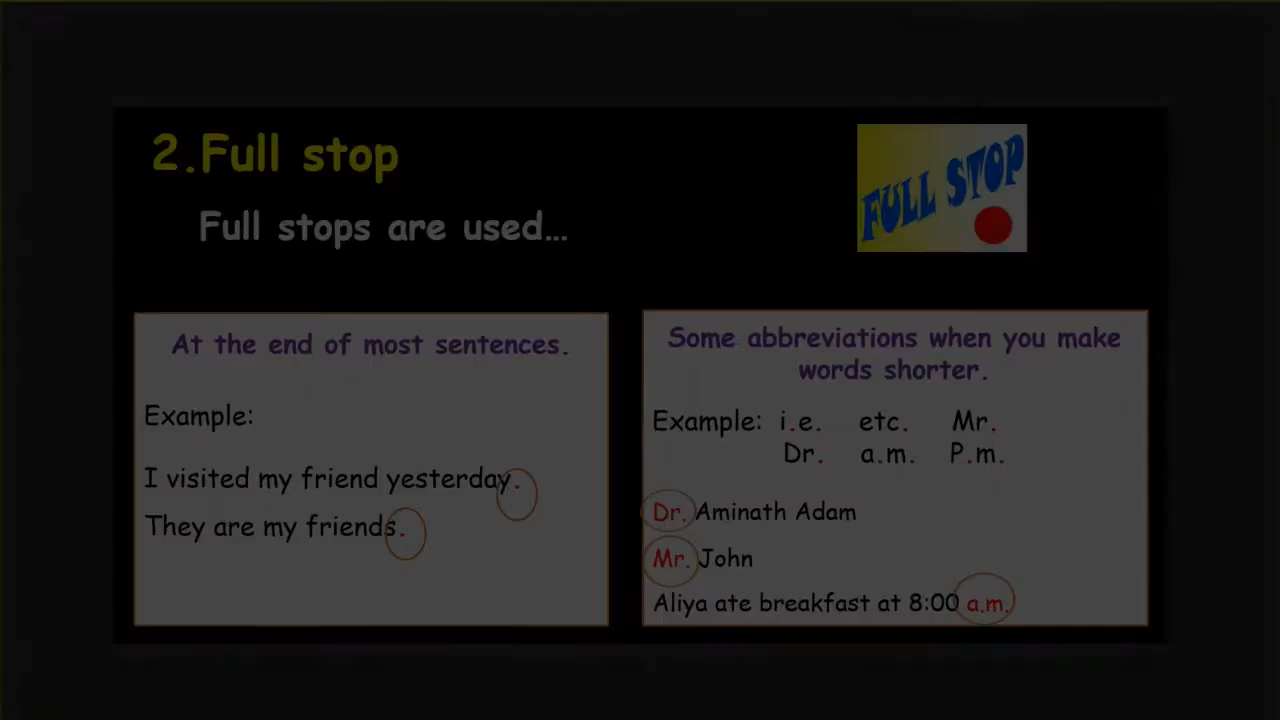 2.Full stop
Full stops are used...
FULL STOP
At the end of most sentences.
Example:
I visited my friend yesterday.
They are my friends.
Some abbreviations when you make
words shorter.
Example: i.e. etc. Mr.
Dr. a.m. P.m.
Dr. Aminath Adam
Mr. John
Aliya ate breakfast at 8:00 a.m.